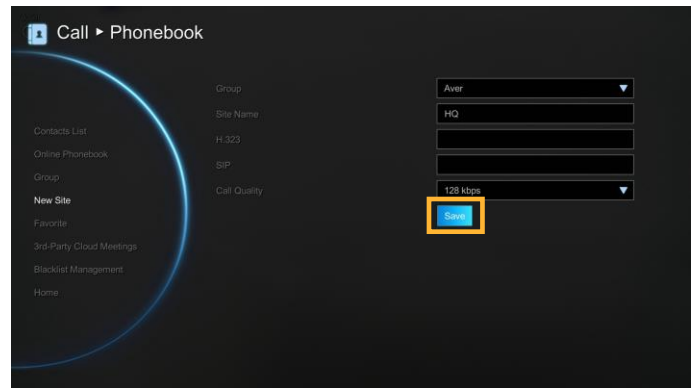 Call ▸ Phonebook
Group Aver
Site Name HQ
H.323
SIP
Call Quality 128 kbps
Save
Contacts List
Online Phonebook
Group
New Site
Favorite
3rd-Party Cloud Meetings
Blacklist Management
Home